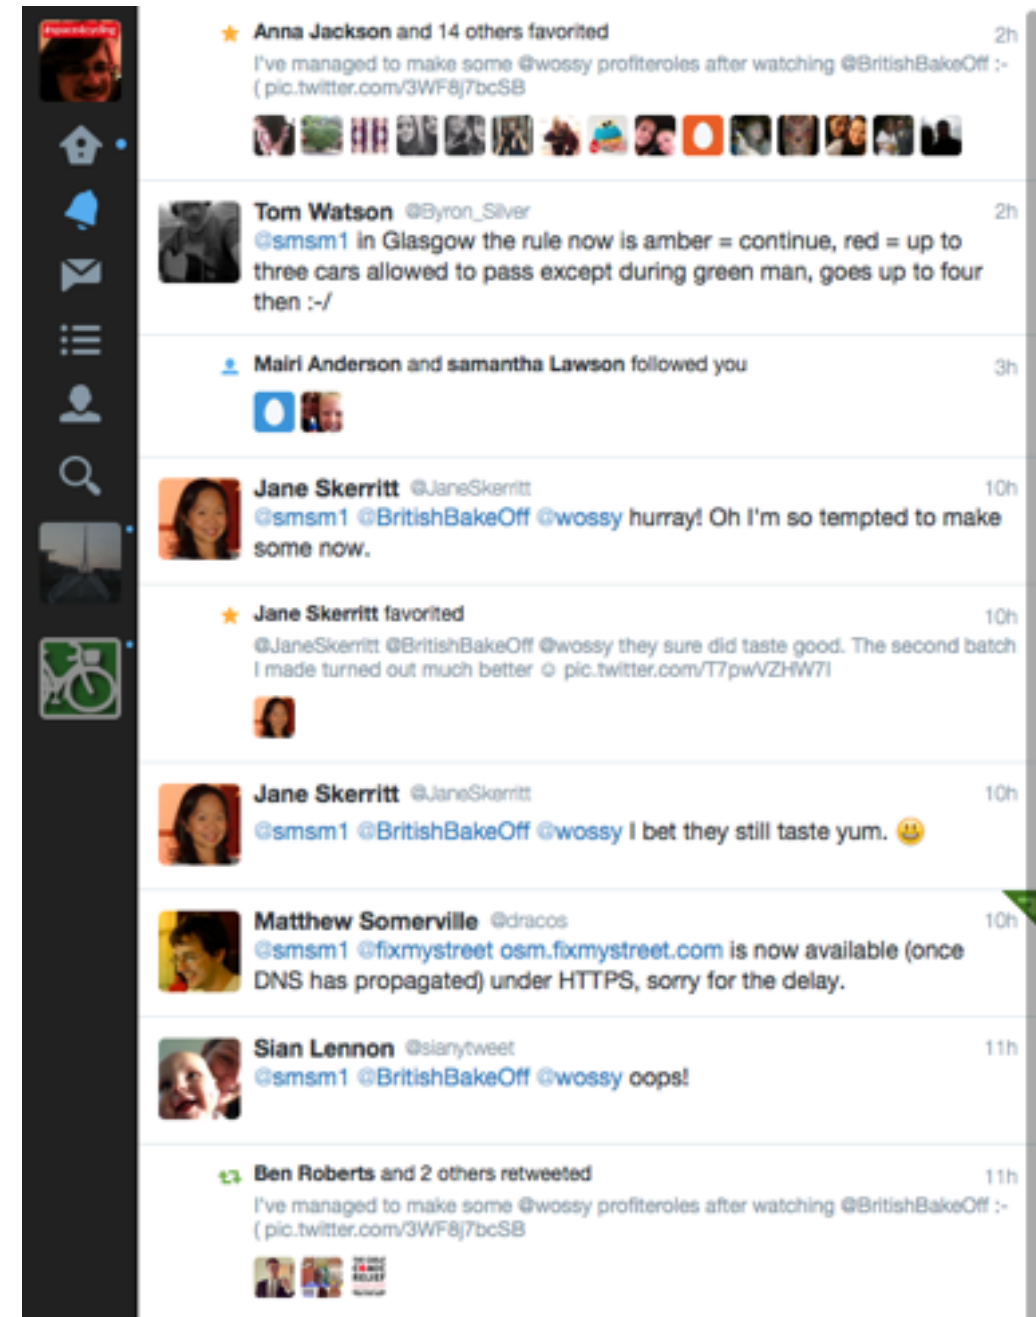 #space4cycling
Anna Jackson and 14 others favorited 2h
I've managed to make some @wossy profiteroles after watching @BritishBakeOff :-
( pic.twitter.com/3WF8j7bcSB
Tom Watson @Byron_Silver 2h
@smsm1 in Glasgow the rule now is amber = continue, red = up to
three cars allowed to pass except during green man, goes up to four
then :-/
Mairi Anderson and samantha Lawson followed you 3h
Jane Skerritt @JaneSkerritt 10h
@smsm1 @BritishBakeOff @wossy hurray! Oh I'm so tempted to make
some now.
Jane Skerritt favorited 10h
@JaneSkerritt @BritishBakeOff @wossy they sure did taste good. The second batch
I made turned out much better ☺ pic.twitter.com/T7pwVZHW7I
Jane Skerritt @JaneSkerritt 10h
@smsm1 @BritishBakeOff @wossy I bet they still taste yum. 😃
Matthew Somerville @dracos 10h
@smsm1 @fixmystreet osm.fixmystreet.com is now available (once
DNS has propagated) under HTTPS, sorry for the delay.
Sian Lennon @sianytweet 11h
@smsm1 @BritishBakeOff @wossy oops!
Ben Roberts and 2 others retweeted 11h
I've managed to make some @wossy profiteroles after watching @BritishBakeOff :-
( pic.twitter.com/3WF8j7bcSB